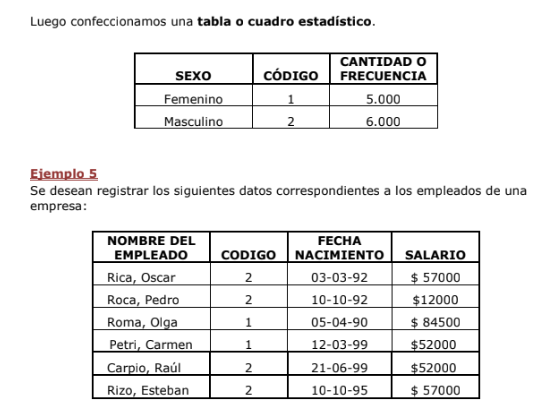 Luego confeccionamos una tabla o cuadro estadístico.
SEXO CÓDIGO CANTIDAD O FRECUENCIA
Femenino 1 5.000
Masculino 2 6.000
Ejemplo 5
Se desean registrar los siguientes datos correspondientes a los empleados de una
empresa:
NOMBRE DEL EMPLEADO CODIGO FECHA NACIMIENTO SALARIO
Rica, Oscar 2 03-03-92 $ 57000
Roca, Pedro 2 10-10-92 $12000
Roma, Olga 1 05-04-90 $ 84500
Petri, Carmen 1 12-03-99 $52000
Carpio, Raúl 2 21-06-99 $52000
Rizo, Esteban 2 10-10-95 $ 57000